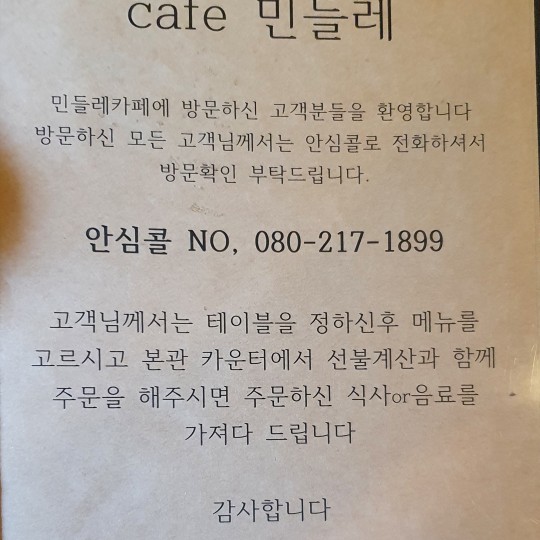 cafe 민들레
민들레카페에 방문하신 고객분들을 환영합니다
방문하신 모든 고객님께서는 안심콜로 전화하셔서
방문확인 부탁드립니다.
안심콜 NO, 080-217-1899
고객님께서는 테이블을 정하신후 메뉴를
고르시고 본관 카운터에서 선불계산과 함께
주문을 해주시면 주문하신 식사or음료를
가져다 드립니다
감사합니다